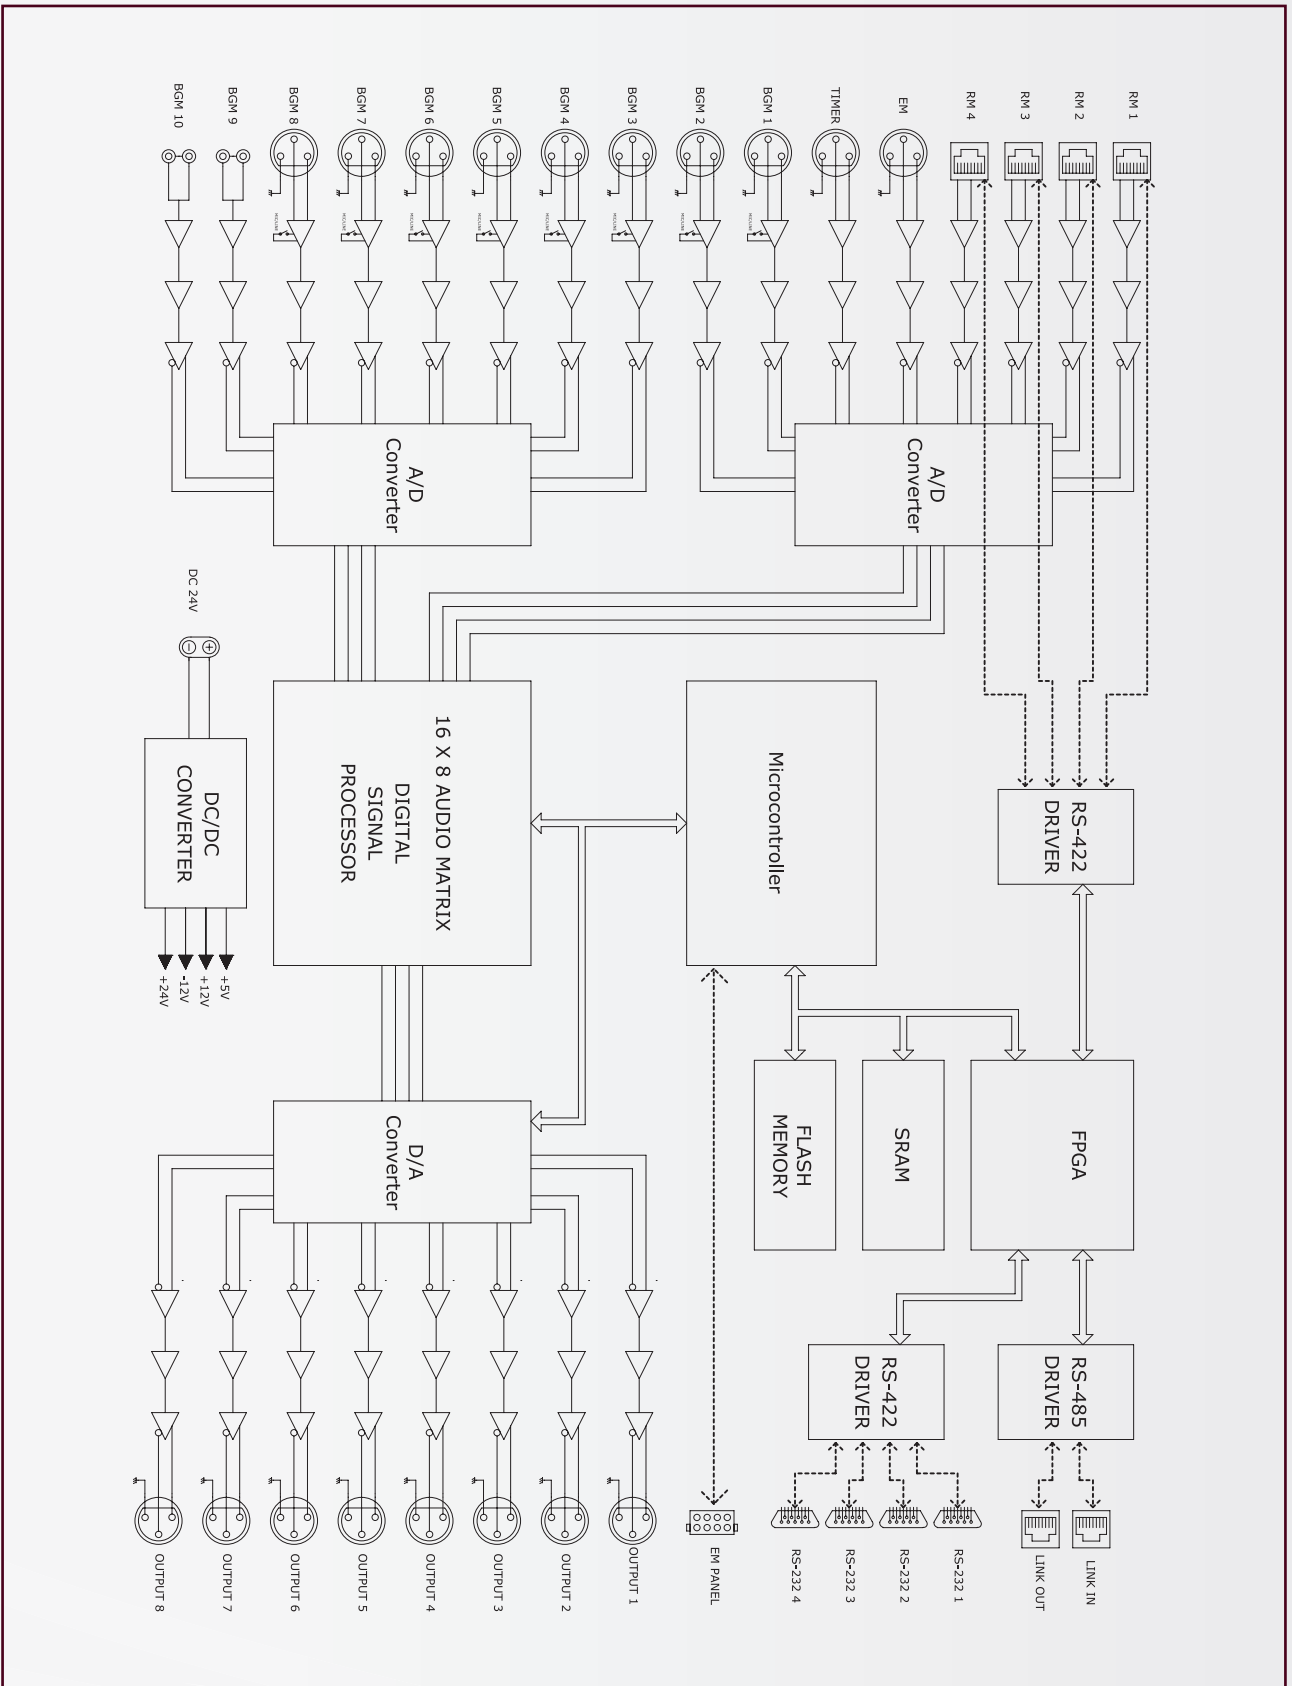 RM 1
RM 2
RM 3
RM 4
EM
TIMER
BGM 1
BGM 2
BGM 3
BGM 4
BGM 5
BGM 6
BGM 7
BGM 8
BGM 9
BGM 10
A/D
Converter
A/D
Converter
DC 24V
RS-422
DRIVER
Microcontroller
16 X 8 AUDIO MATRIX
DIGITAL
SIGNAL
PROCESSOR
DC/DC
CONVERTER
+5V
+12V
-12V
+24V
FPGA
SRAM
FLASH
MEMORY
D/A
Converter
RS-485
DRIVER
RS-422
DRIVER
LINK IN
LINK OUT
RS-232 1
RS-232 2
RS-232 3
RS-232 4
EM PANEL
OUTPUT 1
OUTPUT 2
OUTPUT 3
OUTPUT 4
OUTPUT 5
OUTPUT 6
OUTPUT 7
OUTPUT 8